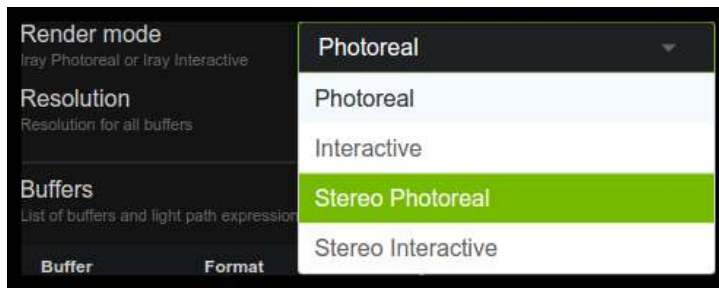 Render mode
Iray Photoreal or Iray Interactive
Photoreal
Resolution
Resolution for all buffers
Photoreal
Interactive
Buffers
List of buffers and light path expression
Stereo Photoreal
Stereo Interactive
Buffer Format